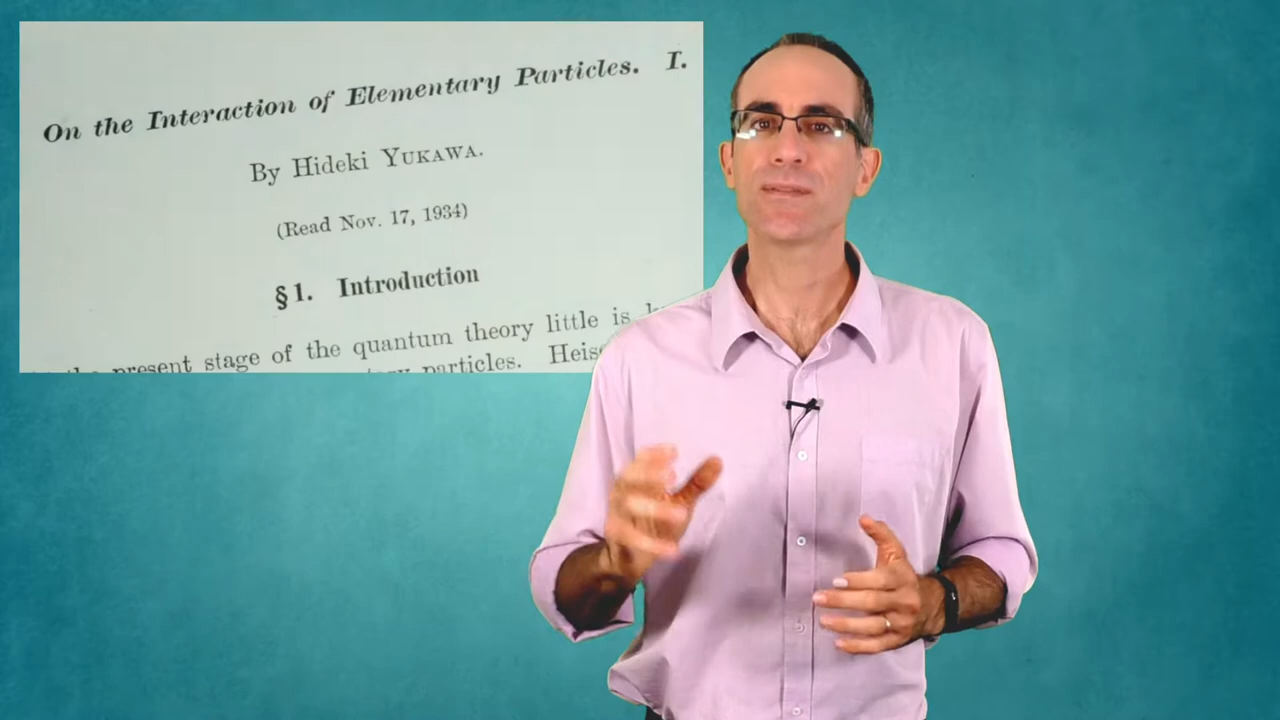 On the Interaction of Elementary Particles. I.
By Hideki YUKAWA.
(Read Nov. 17, 1934)
§1. Introduction
the present stage of the quantum theory little is
particles.